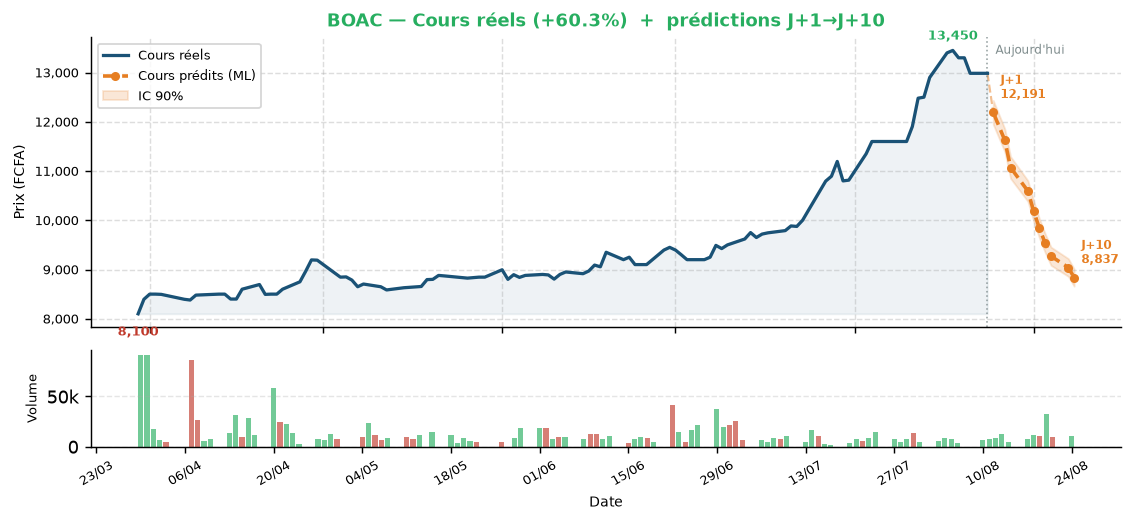 BOAC — Cours réels (+60.3%)  +  prédictions J+1→J+10
Cours réels
Cours prédits (ML)
IC 90%
13,450
Aujourd'hui
J+1
12,191
J+10
8,837
8,100
Prix (FCFA)
13,000
12,000
11,000
10,000
9,000
8,000
Volume
50k
0
23/03
06/04
20/04
04/05
18/05
01/06
15/06
29/06
13/07
27/07
10/08
24/08
Date